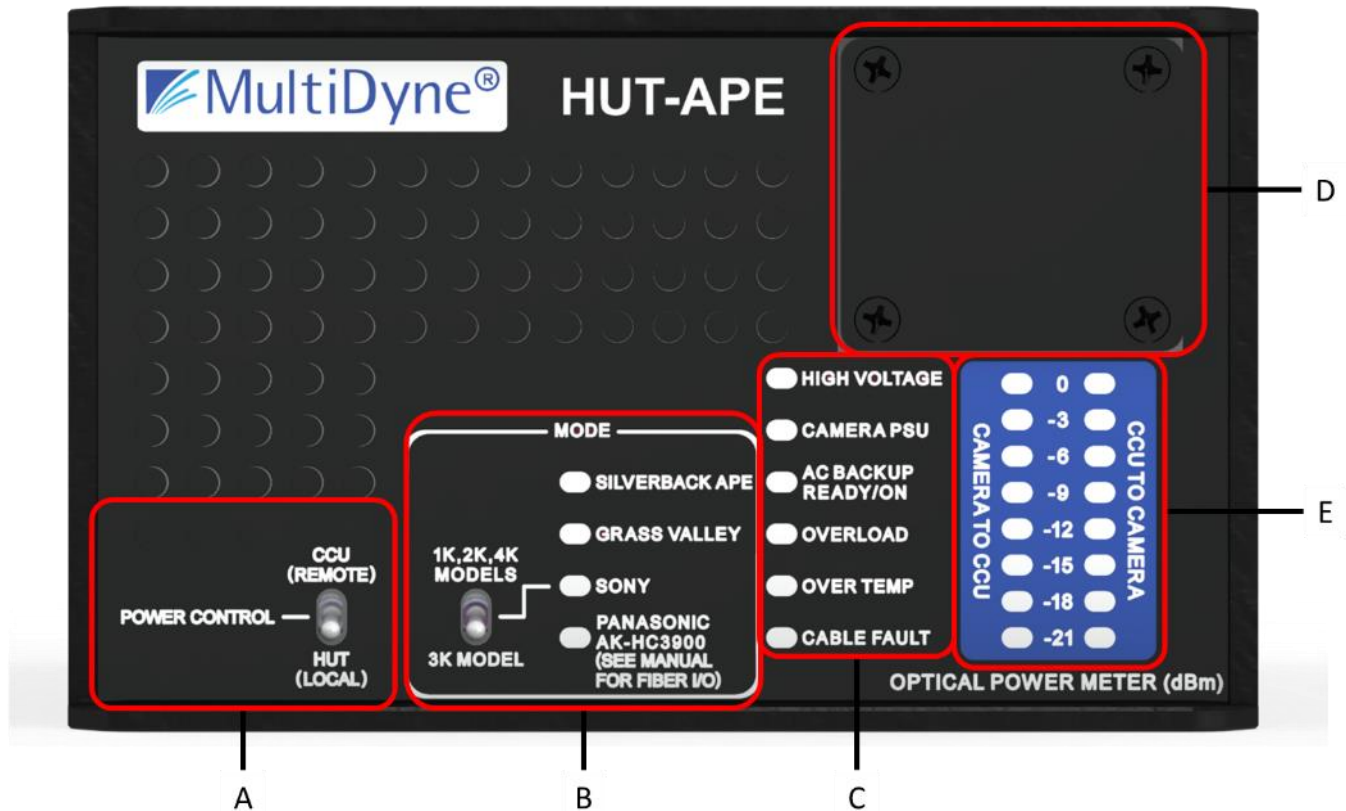 MultiDyne®
HUT-APE
D
HIGH VOLTAGE
CAMERA PSU
AC BACKUP
READY/ON
OVERLOAD
OVER TEMP
CABLE FAULT
CAMERA TO CCU
0
-3
-6
-9
-12
-15
-18
-21
CCU TO CAMERA
E
OPTICAL POWER METER (dBm)
MODE
SILVERBACK APE
GRASS VALLEY
1K,2K,4K
MODELS
SONY
3K MODEL
PANASONIC
AK-HC3900
(SEE MANUAL
FOR FIBER I/O)
CCU
(REMOTE)
POWER CONTROL
HUT
(LOCAL)
A
B
C